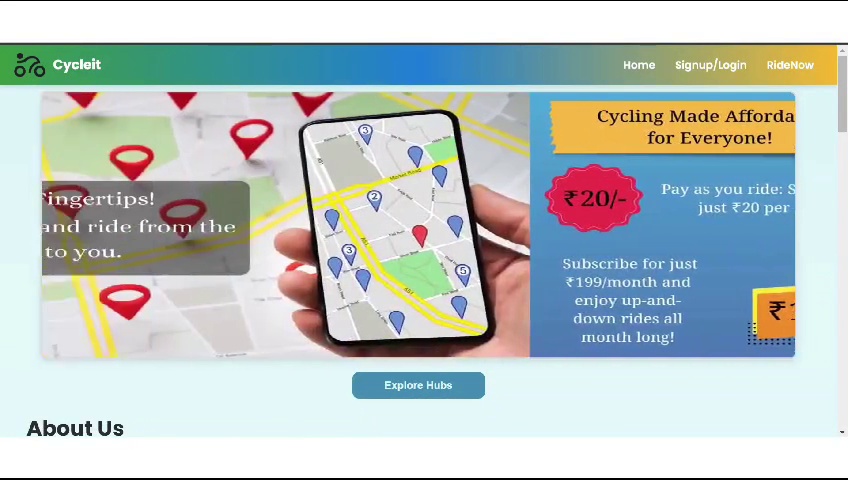 Cycleit
Home Signup/Login RideNow
Fingertips!
and ride from the
to you.
3
2
3
5
Market Road
Cycling Made Afforda
for Everyone!
₹20/-
Pay as you ride: S
just ₹20 per
Subscribe for just
₹199/month and
enjoy up-and-
down rides all
month long!
₹1
Explore Hubs
About Us